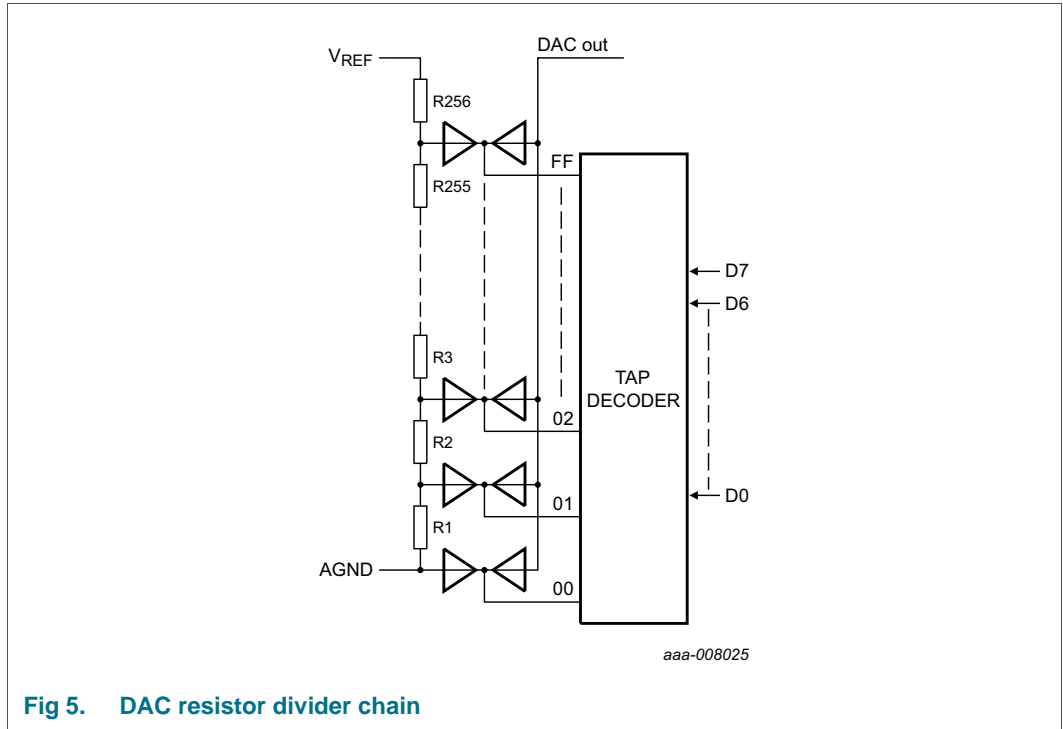 DAC out
VREF
R256
FF
R255
D7
D6
R3
TAP
DECODER
02
R2
D0
01
R1
AGND
00
aaa-008025
Fig 5. DAC resistor divider chain